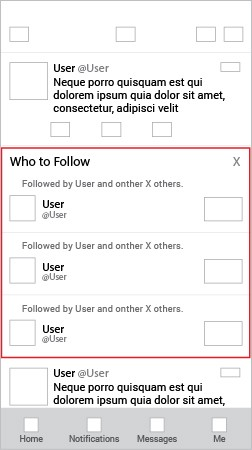 User @User
Neque porro quisquam est qui
dolorem ipsum quia dolor sit amet,
consectetur, adipisci velit
Who to Follow X
Followed by User and onther X others.
User
@User
Followed by User and onther X others.
User
@User
Followed by User and onther X others.
User
@User
User @User
Neque porro quisquam est qui
dolorem ipsum quia dolor sit amet,
Home Notifications Messages Me